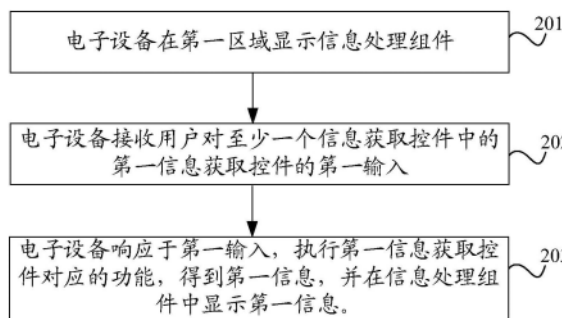 电子设备在第一区域显示信息处理组件
201
电子设备接收用户对至少一个信息获取控件中的
第一信息获取控件的第一输入
电子设备响应于第一输入，执行第一信息获取控
件对应的功能，得到第一信息，并在信息处理组
件中显示第一信息。